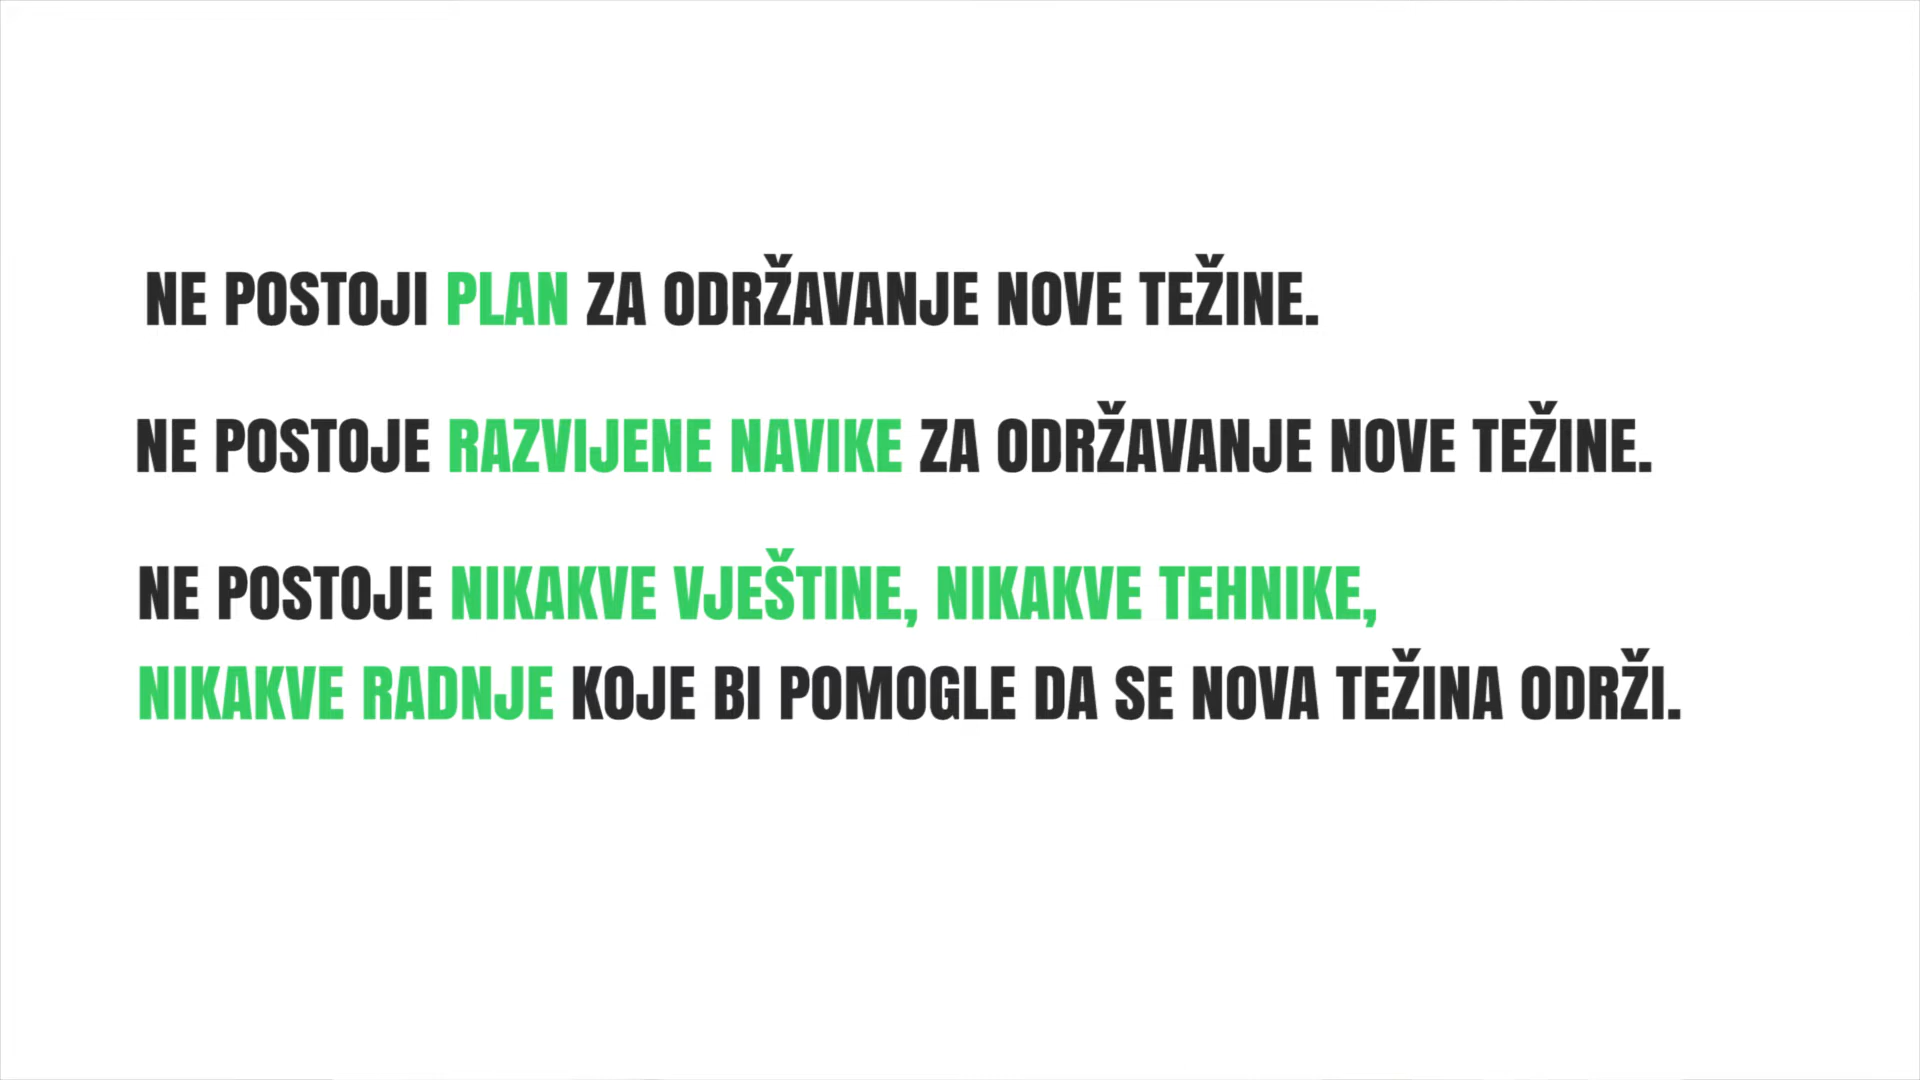 NE POSTOJI PLAN ZA ODRŽAVANJE NOVE TEŽINE.
NE POSTOJE RAZVIJENE NAVIKE ZA ODRŽAVANJE NOVE TEŽINE.
NE POSTOJE NIKAKVE VJEŠTINE, NIKAKVE TEHNIKE,
NIKAKVE RADNJE KOJE BI POMOGLE DA SE NOVA TEŽINA ODRŽI.